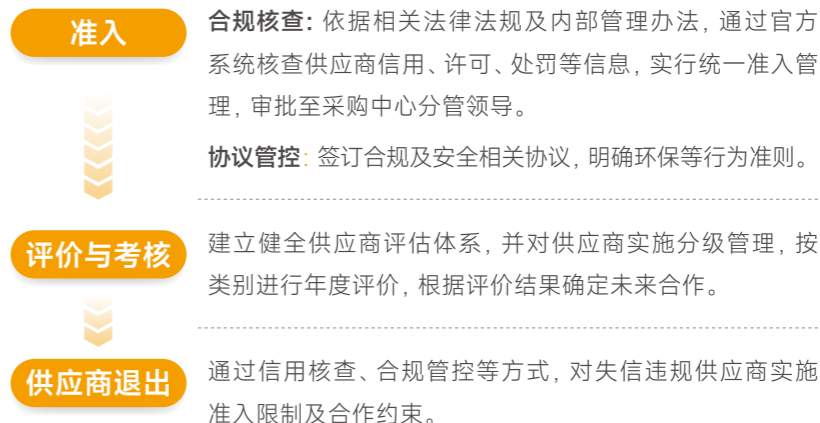 准入
合规核查：依据相关法律法规及内部管理办法，通过官方
系统核查供应商信用、许可、处罚等信息，实行统一准入管
理，审批至采购中心分管领导。
协议管控：签订合规及安全相关协议，明确环保等行为准则。
评价与考核
建立健全供应商评估体系，并对供应商实施分级管理，按
类别进行年度评价，根据评价结果确定未来合作。
供应商退出
通过信用核查、合规管控等方式，对失信违规供应商实施
准入限制及合作约束。